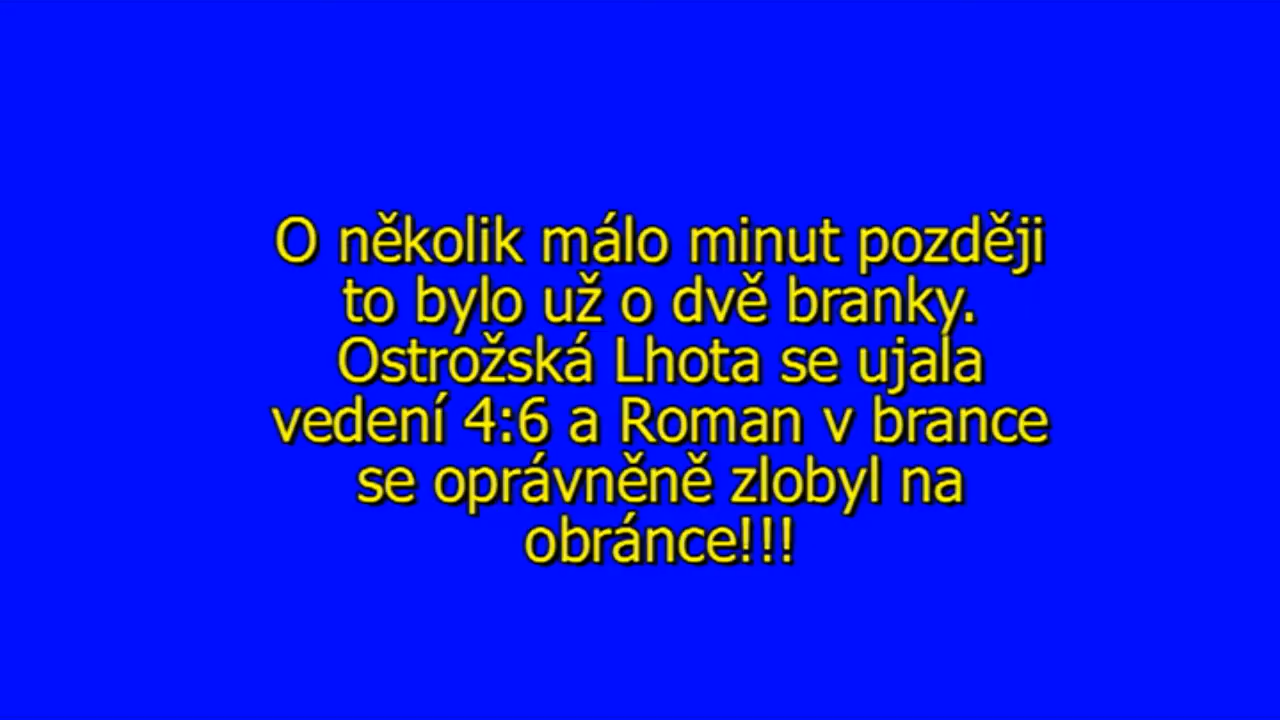 O několik málo minut později
to bylo už o dvě branky.
Ostrožská Lhota se ujala
vedení 4:6 a Roman v brance
se oprávněně zlobyl na
obránce!!!